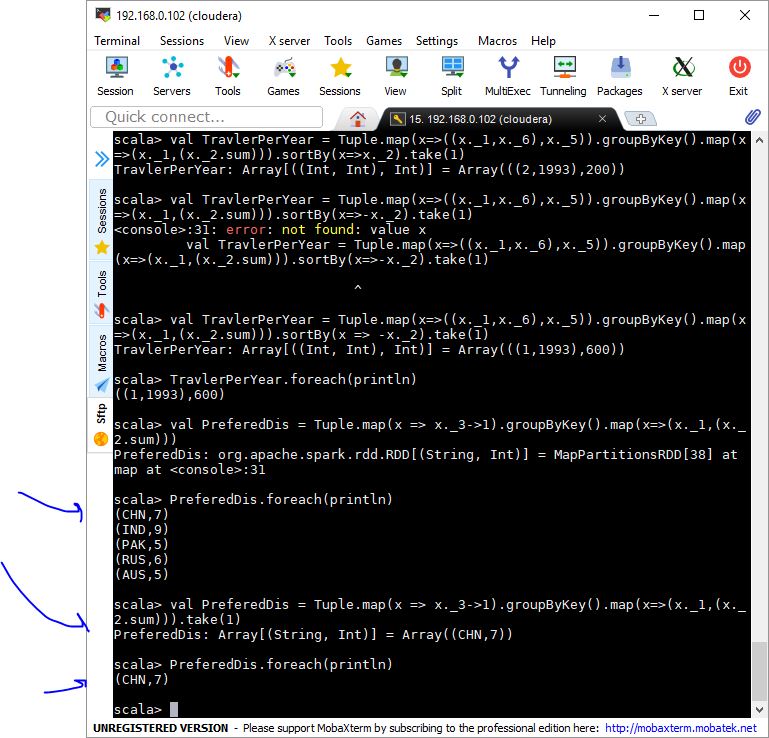 192.168.0.102 (cloudera)
Terminal Sessions View X server Tools Games Settings Macros Help
Session Servers Tools Games Sessions View Split MultiExec Tunneling Packages X server Exit
Quick connect...
15. 192.168.0.102 (cloudera)
Sessions
Tools
Macros
Sftp
scala> val TravlerPerYear = Tuple.map(x=>((x._1,x._6),x._5)).groupByKey().map(x
=>(x._1,(x._2.sum))).sortBy(x=>x._2).take(1)
TravlerPerYear: Array[((Int, Int), Int)] = Array(((2,1993),200))
scala> val TravlerPerYear = Tuple.map(x=>((x._1,x._6),x._5)).groupByKey().map(x
=>(x._1,(x._2.sum))).sortBy(x=>-x._2).take(1)
<console>:31: error: not found: value x
val TravlerPerYear = Tuple.map(x=>((x._1,x._6),x._5)).groupByKey().map
(x=>(x._1,(x._2.sum))).sortBy(x=>-x._2).take(1)
^
scala> val TravlerPerYear = Tuple.map(x=>((x._1,x._6),x._5)).groupByKey().map(x
=>(x._1,(x._2.sum))).sortBy(x => -x._2).take(1)
TravlerPerYear: Array[((Int, Int), Int)] = Array(((1,1993),600))
scala> TravlerPerYear.foreach(println)
((1,1993),600)
scala> val PreferedDis = Tuple.map(x => x._3->1).groupByKey().map(x=>(x._1,(x._
2.sum)))
PreferedDis: org.apache.spark.rdd.RDD[(String, Int)] = MapPartitionsRDD[38] at
map at <console>:31
scala> PreferedDis.foreach(println)
(CHN,7)
(IND,9)
(PAK,5)
(RUS,6)
(AUS,5)
scala> val PreferedDis = Tuple.map(x => x._3->1).groupByKey().map(x=>(x._1,(x._
2.sum))).take(1)
PreferedDis: Array[(String, Int)] = Array((CHN,7))
scala> PreferedDis.foreach(println)
(CHN,7)
scala>
UNREGISTERED VERSION - Please support MobaXterm by subscribing to the professional edition here: http://mobaxterm.mobatek.net